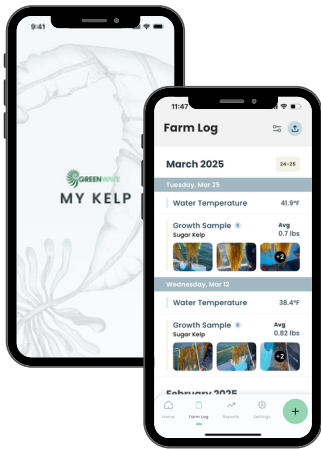 9:41
GREENWAVE
MY KELP
11:47
Farm Log
March 2025
24-25
Tuesday, Mar 25
Water Temperature 41.9°F
Growth Sample 6 Avg
Sugar Kelp 0.7 lbs
+2
Wednesday, Mar 12
Water Temperature 38.4°F
Growth Sample 6 Avg
Sugar Kelp 0.82 lbs
+2
February 2025
Home Farm Log Reports Settings
+